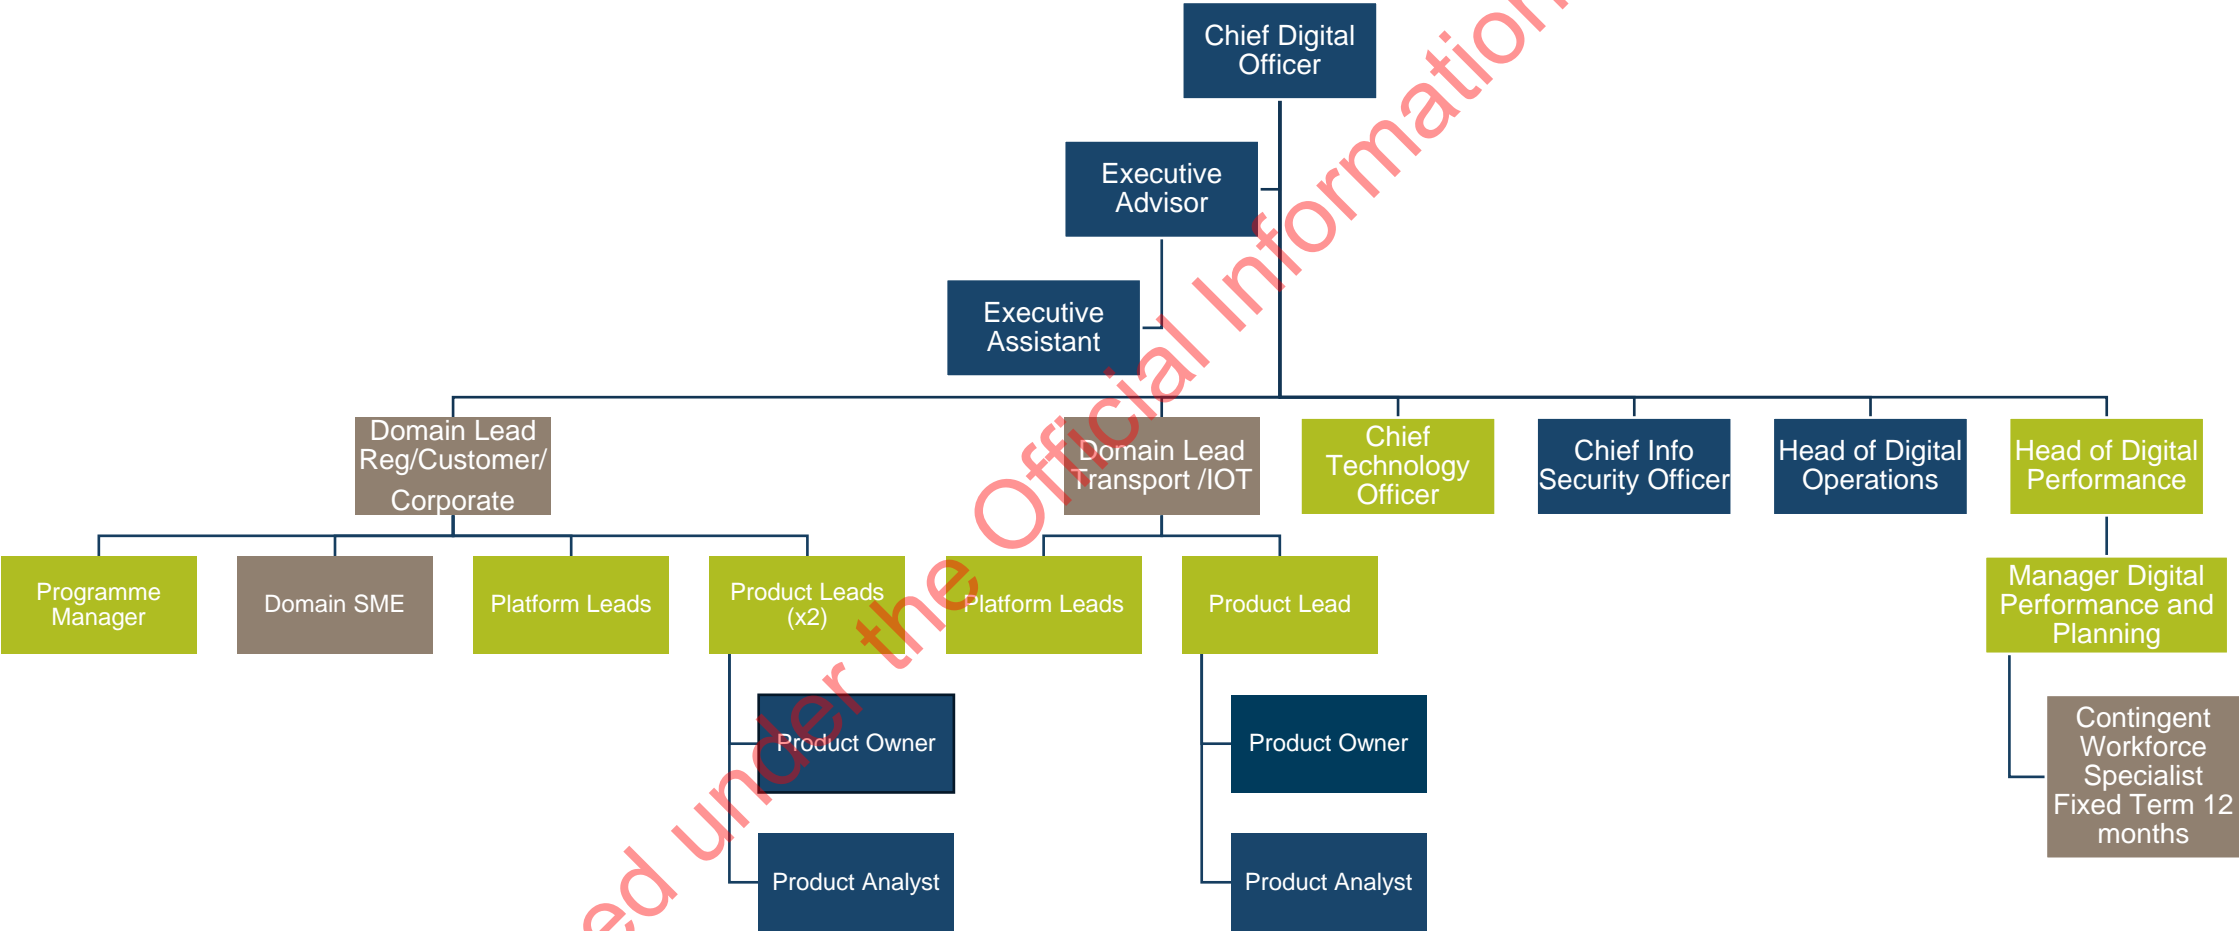 Chief Digital
Officer
Executive
Advisor
Executive
Assistant
Domain Lead
Reg/Customer/
Corporate
Domain Lead
Transport /IOT
Chief
Technology
Officer
Chief Info
Security Officer
Head of Digital
Operations
Head of Digital
Performance
Programme
Manager
Domain SME
Platform Leads
Product Leads
(x2)
Platform Leads
Product Lead
Manager Digital
Performance and
Planning
Product Owner
Product Owner
Contingent
Workforce
Specialist
Fixed Term 12
months
Product Analyst
Product Analyst
ed under the Official Information